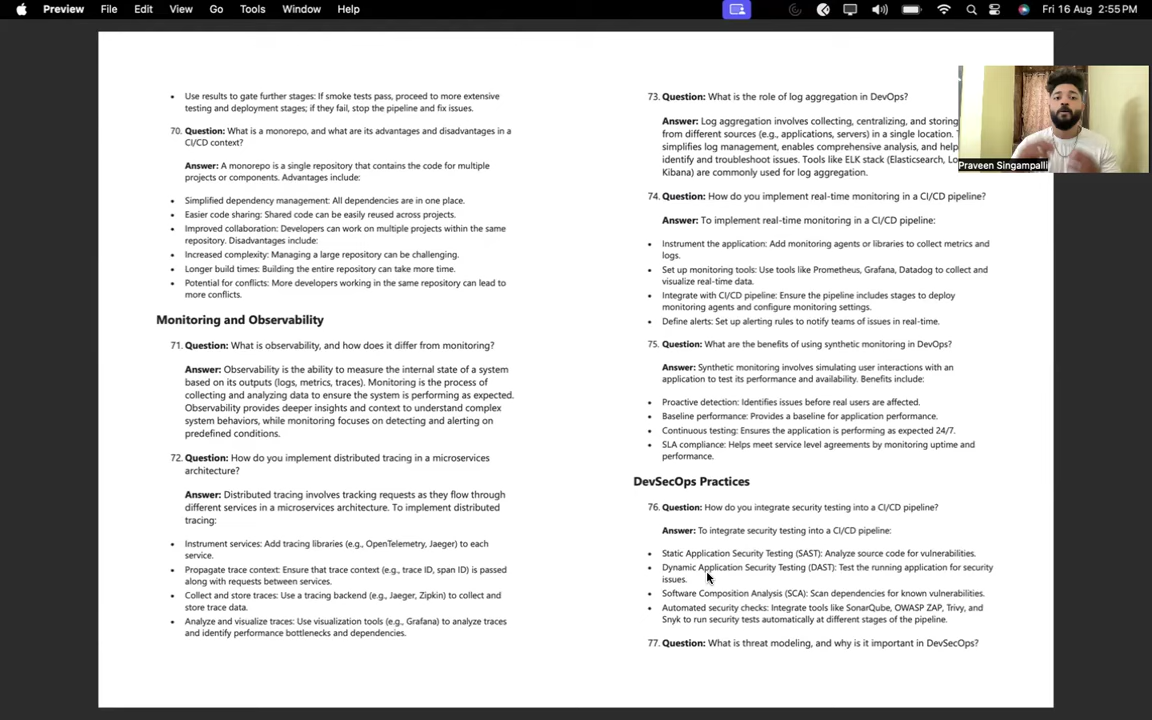 Preview File Edit View Go Tools Window Help Fri 16 Aug 2:55 PM
Use results to gate further stages: If smoke tests pass, proceed to more extensive
testing and deployment stages; if they fail, stop the pipeline and fix issues.
70. Question: What is a monorepo, and what are its advantages and disadvantages in a
CI/CD context?
Answer: A monorepo is a single repository that contains the code for multiple
projects or components. Advantages include:
Simplified dependency management: All dependencies are in one place.
Easier code sharing: Shared code can be easily reused across projects.
Improved collaboration: Developers can work on multiple projects within the same
repository. Disadvantages include:
Increased complexity: Managing a large repository can be challenging.
Longer build times: Building the entire repository can take more time.
Potential for conflicts: More developers working in the same repository can lead to
more conflicts.
Monitoring and Observability
71. Question: What is observability, and how does it differ from monitoring?
Answer: Observability is the ability to measure the internal state of a system
based on its outputs (logs, metrics, traces). Monitoring is the process of
collecting and analyzing data to ensure the system is performing as expected.
Observability provides deeper insights and context to understand complex
system behaviors, while monitoring focuses on detecting and alerting on
predefined conditions.
72. Question: How do you implement distributed tracing in a microservices
architecture?
Answer: Distributed tracing involves tracking requests as they flow through
different services in a microservices architecture. To implement distributed
tracing:
Instrument services: Add tracing libraries (e.g., OpenTelemetry, Jaeger) to each
service.
Propagate trace context: Ensure that trace context (e.g., trace ID, span ID) is passed
along with requests between services.
Collect and store traces: Use a tracing backend (e.g., Jaeger, Zipkin) to collect and
store trace data.
Analyze and visualize traces: Use visualization tools (e.g., Grafana) to analyze traces
and identify performance bottlenecks and dependencies.
73. Question: What is the role of log aggregation in DevOps?
Answer: Log aggregation involves collecting, centralizing, and storing
from different sources (e.g., applications, servers) in a single location.
simplifies log management, enables comprehensive analysis, and help
identify and troubleshoot issues. Tools like ELK stack (Elasticsearch, Lo
Kibana) are commonly used for log aggregation.
74. Question: How do you implement real-time monitoring in a CI/CD pipeline?
Answer: To implement real-time monitoring in a CI/CD pipeline:
Instrument the application: Add monitoring agents or libraries to collect metrics and
logs.
Set up monitoring tools: Use tools like Prometheus, Grafana, Datadog to collect and
visualize real-time data.
Integrate with CI/CD pipeline: Ensure the pipeline includes stages to deploy
monitoring agents and configure monitoring settings.
Define alerts: Set up alerting rules to notify teams of issues in real-time.
75. Question: What are the benefits of using synthetic monitoring in DevOps?
Answer: Synthetic monitoring involves simulating user interactions with an
application to test its performance and availability. Benefits include:
Proactive detection: Identifies issues before real users are affected.
Baseline performance: Provides a baseline for application performance.
Continuous testing: Ensures the application is performing as expected 24/7.
SLA compliance: Helps meet service level agreements by monitoring uptime and
performance.
DevSecOps Practices
76. Question: How do you integrate security testing into a CI/CD pipeline?
Answer: To integrate security testing into a CI/CD pipeline:
Static Application Security Testing (SAST): Analyze source code for vulnerabilities.
Dynamic Application Security Testing (DAST): Test the running application for security
issues.
Software Composition Analysis (SCA): Scan dependencies for known vulnerabilities.
Automated security checks: Integrate tools like SonarQube, OWASP ZAP, Trivy, and
Snyk to run security tests automatically at different stages of the pipeline.
77. Question: What is threat modeling, and why is it important in DevSecOps?
Praveen Singampalli